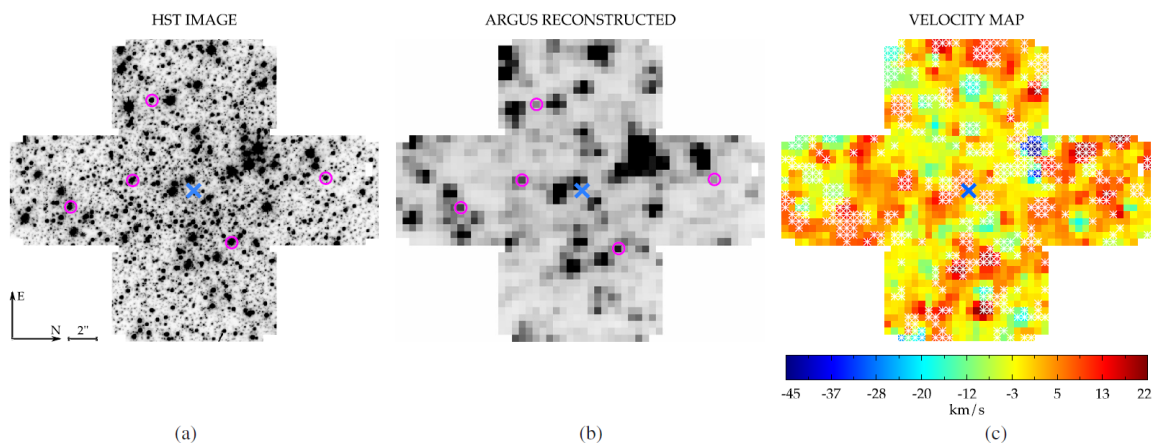 HST IMAGE
ARGUS RECONSTRUCTED
VELOCITY MAP
E
N
2"
-45 -37 -28 -20 -12 -3 5 13 22
km/s
(a)
(b)
(c)